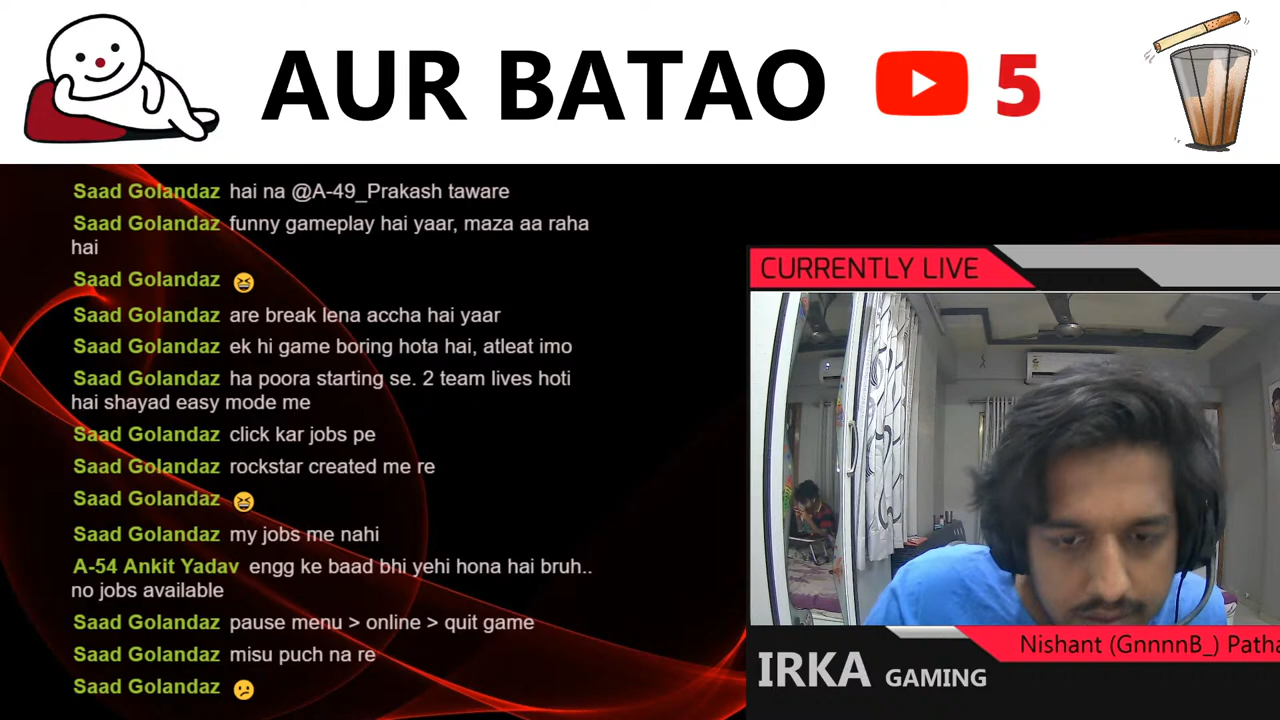 AUR BATAO 5
Saad Golandaz hai na @A-49_Prakash taware
Saad Golandaz funny gameplay hai yaar, maza aa raha
hai
Saad Golandaz 😆
Saad Golandaz are break lena accha hai yaar
Saad Golandaz ek hi game boring hota hai, atleat imo
Saad Golandaz ha poora starting se. 2 team lives hoti
hai shayad easy mode me
Saad Golandaz click kar jobs pe
Saad Golandaz rockstar created me re
Saad Golandaz 😆
Saad Golandaz my jobs me nahi
A-54 Ankit Yadav engg ke baad bhi yehi hona hai bruh..
no jobs available
Saad Golandaz pause menu > online > quit game
Saad Golandaz misu puch na re
Saad Golandaz 😕
CURRENTLY LIVE
Nishant (GnnnnB_) Patha
IRKA GAMING